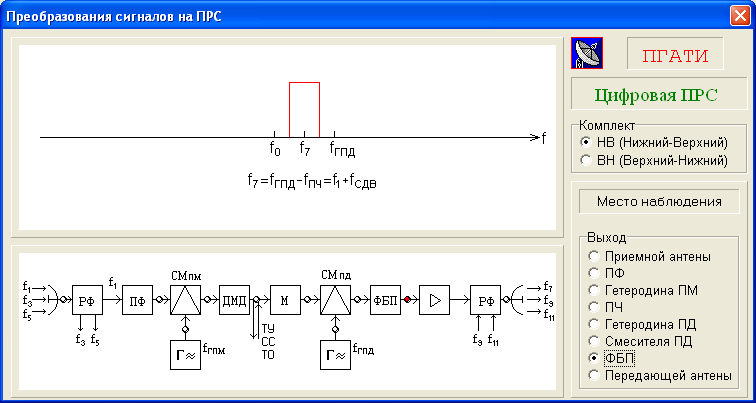 Преобразования сигналов на ПРС
f
f0 f7 fГПД
f7=fГПД-fПЧ=f1+fСДВ
ПГАТИ
Цифровая ПРС
Комплект
НВ (Нижний-Верхний)
ВН (Верхний-Нижний)
Место наблюдения
Выход
Приемной антены
ПФ
Гетеродина ПМ
ПЧ
Гетеродина ПД
Смесителя ПД
ФБП
Передающей антены
СМпм СМпд
f1 f1 f7
f3 РФ ПФ ДМД М ФБП РФ f9
f5 f11
f3 f5 ТУ f9 f11
СС
ТО
Г≈ fГПМ Г≈ fГПД